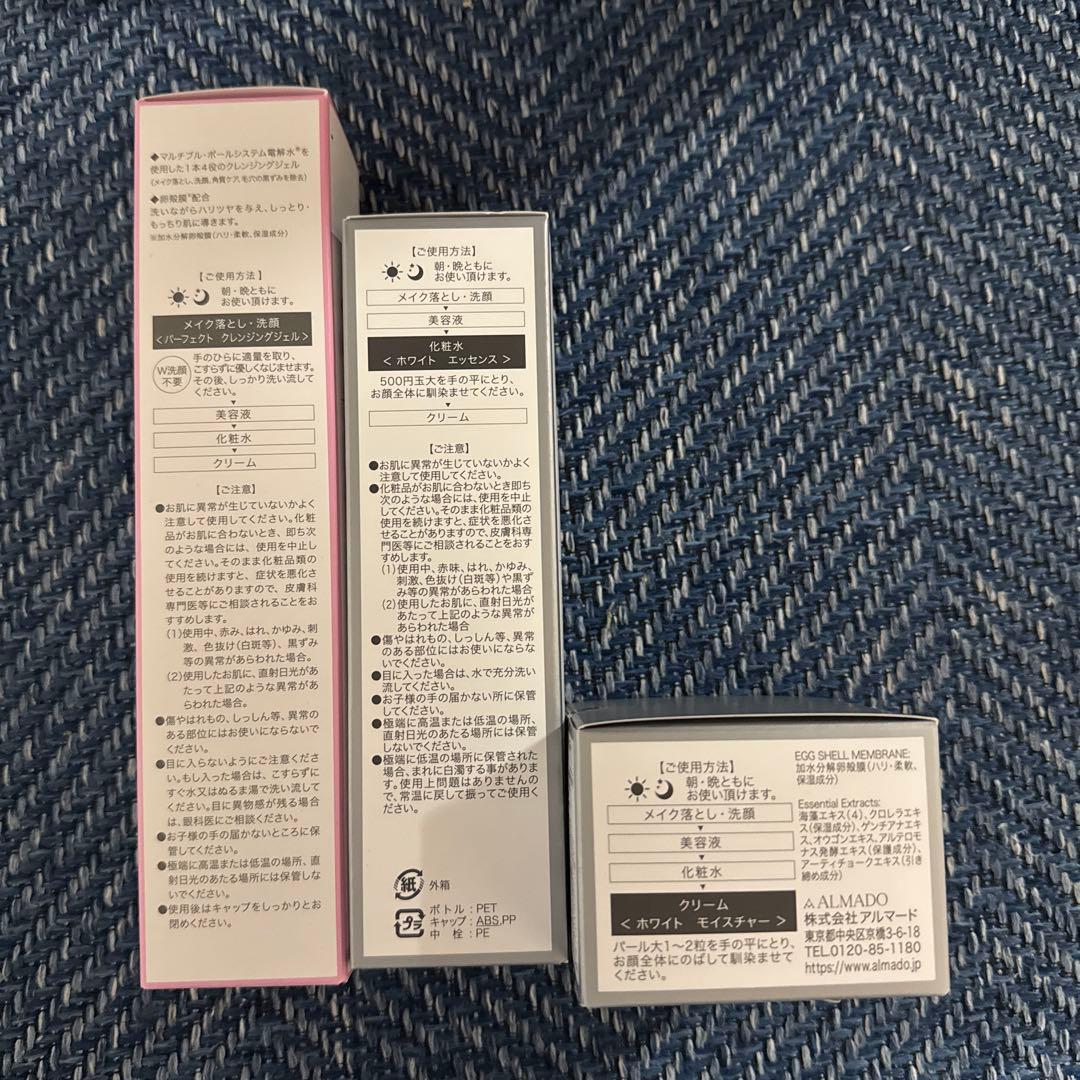 ◆マルチプル・ポールシステム電解水※を
使用した1本4役のクレンジングジェル
(メイク落とし、洗顔、角質ケア、毛穴の黒ずみを除去)
◆卵殻膜※配合
洗いながらハリツヤを与え、しっとり・
もっちり肌に導きます。
※加水分解卵殻膜(ハリ・柔軟、保湿成分)
【ご使用方法】
朝・晩ともに
お使い頂けます。
メイク落とし・洗顔
<パーフェクト クレンジングジェル>
W洗顔
不要
手のひらに適量を取り、
こすらずに優しくなじませます。
その後、しっかり洗い流して
ください。
美容液
化粧水
クリーム
【ご注意】
●お肌に異常が生じていないかよく
注意して使用してください。化粧
品がお肌に合わないとき、即ち次
のような場合には、使用を中止し
てください。そのまま化粧品類の
使用を続けますと、症状を悪化さ
せることがありますので、皮膚科
専門医等にご相談されることをお
すすめします。
(1)使用中、赤み、はれ、かゆみ、刺
激、色抜け(白斑等)、黒ずみ
等の異常があらわれた場合。
(2)使用したお肌に、直射日光があ
たって上記のような異常があ
らわれた場合。
●傷やはれもの、しっしん等、異常の
ある部位にはお使いにならないで
ください。
●目に入らないようにご注意くださ
い。もし入った場合は、こすらずに
すぐ水又はぬるま湯で洗い流して
ください。目に異物感が残る場合
は、眼科医にご相談ください。
●お子様の手の届かないところに保
管してください。
●極端に高温または低温の場所、直
射日光のあたる場所には保管しな
いでください。
●使用後はキャップをしっかりとお
閉めください。
【ご使用方法】
朝・晩ともに
お使い頂けます。
メイク落とし・洗顔
美容液
化粧水
<ホワイト エッセンス>
500円玉大を手の平にとり、
お顔全体に馴染ませてください。
クリーム
【ご注意】
●お肌に異常が生じていないかよく
注意して使用してください。
●化粧品がお肌に合わないとき即ち
次のような場合には、使用を中止
してください。そのまま化粧品類の
使用を続けますと、症状を悪化さ
せることがありますので、皮膚科専
門医等にご相談されることをおす
すめします。
(1)使用中、赤味、はれ、かゆみ、
刺激、色抜け(白斑等)や黒ず
み等の異常があらわれた場合
(2)使用したお肌に、直射日光が
あたって上記のような異常が
あらわれた場合
●傷やはれもの、しっしん等、異常
のある部位にはお使いにならな
いでください。
●目に入った場合は、水で充分洗い
流してください。
●お子様の手の届かない所に保管
してください。
●極端に高温または低温の場所、
直射日光のあたる場所には保管
しないでください。
●極端に低温の場所に保管された
場合、まれに白濁する事がありま
す。使用上問題はありませんの
で、常温に戻して振ってご使用く
ださい。
紙 外箱
プラ
ボトル:PET
キャップ:ABS,PP
中 栓:PE
【ご使用方法】
朝・晩ともに
お使い頂けます。
メイク落とし・洗顔
美容液
化粧水
クリーム
<ホワイト モイスチャー>
パール大1〜2粒を手の平にとり、
お顔全体にのばして馴染ませて
ください。
EGG SHELL MEMBRANE:
加水分解卵殻膜(ハリ・柔軟、
保湿成分)
Essential Extracts:
海藻エキス(4)、クロレラエキ
ス(保湿成分)、ゲンチアナエキ
ス、オウゴンエキス、アルテロモ
ナス発酵エキス(保護成分)、
アーティチョークエキス(引き
締め成分)
ALMADO
株式会社アルマード
東京都中央区京橋3-6-18
TEL.0120-85-1180
https://www.almado.jp